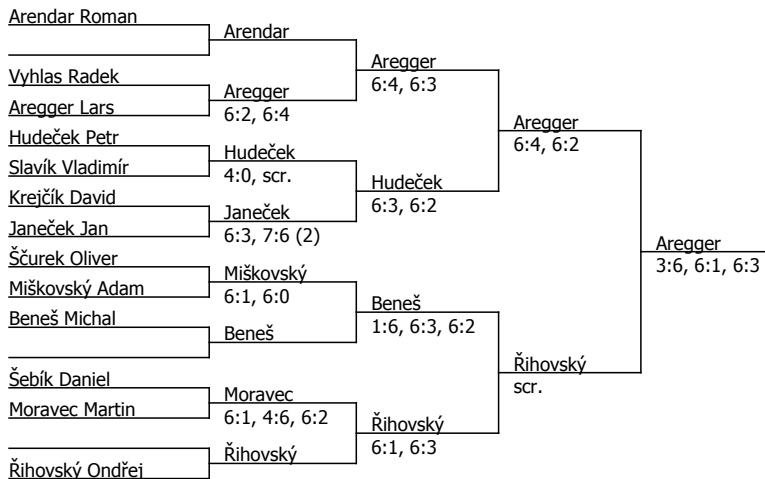 Arendar Roman
Vyhlas Radek
Aregger Lars
Hudeček Petr
Slavík Vladimír
Krejčík David
Janeček Jan
Ščurek Oliver
Miškovský Adam
Beneš Michal
Šebík Daniel
Moravec Martin
Řihovský Ondřej
Arendar
Aregger
6:2, 6:4
Hudeček
4:0, scr.
Janeček
6:3, 7:6 (2)
Miškovský
6:1, 6:0
Beneš
Moravec
6:1, 4:6, 6:2
Řihovský
Aregger
6:4, 6:3
Hudeček
6:3, 6:2
Beneš
1:6, 6:3, 6:2
Řihovský
6:1, 6:3
Aregger
6:4, 6:2
Řihovský
scr.
Aregger
3:6, 6:1, 6:3